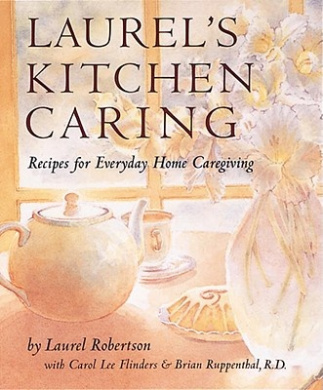 LAUREL'S
KITCHEN
CARING
Recipes for Everyday Home Caregiving
by Laurel Robertson
with Carol Lee Flinders & Brian Ruppenthal, R.D.